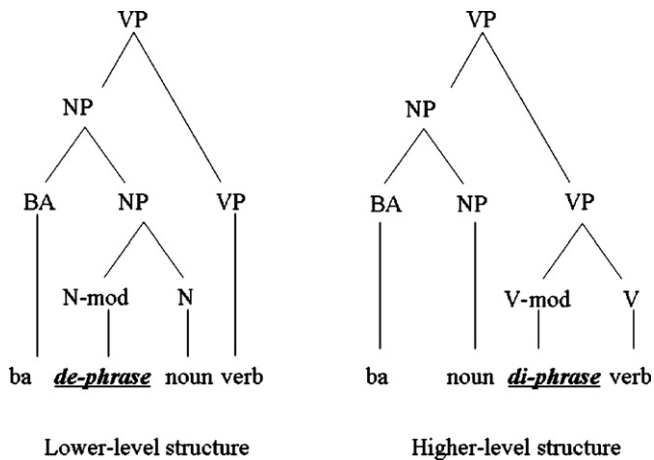 VP VP
NP NP
BA NP VP BA NP VP
N-mod N V-mod V
ba de-phrase noun verb ba noun di-phrase verb
Lower-level structure Higher-level structure